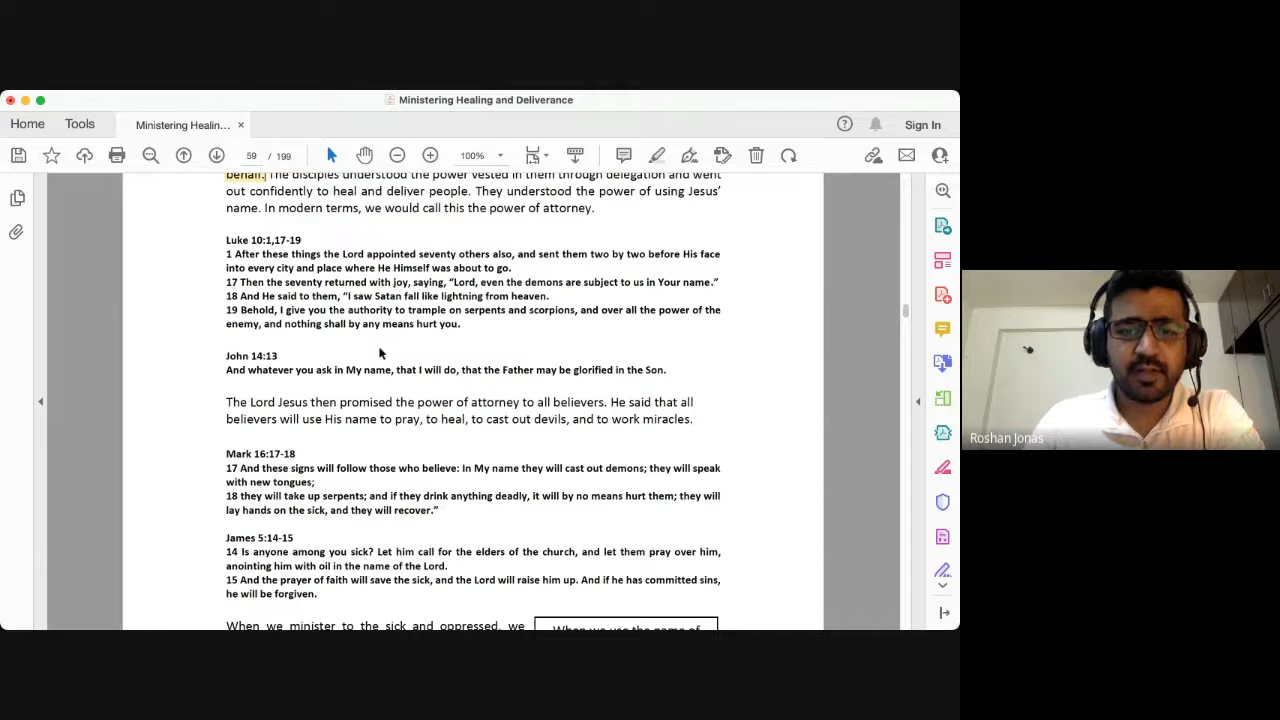 Ministering Healing and Deliverance
Home
Tools
Ministering Healin...
Sign In
59 / 199
100%
behalf. The disciples understood the power vested in them through delegation and went
out confidently to heal and deliver people. They understood the power of using Jesus’
name. In modern terms, we would call this the power of attorney.
Luke 10:1,17-19
1 After these things the Lord appointed seventy others also, and sent them two by two before His face
into every city and place where He Himself was about to go.
17 Then the seventy returned with joy, saying, “Lord, even the demons are subject to us in Your name.”
18 And He said to them, “I saw Satan fall like lightning from heaven.
19 Behold, I give you the authority to trample on serpents and scorpions, and over all the power of the
enemy, and nothing shall by any means hurt you.
John 14:13
And whatever you ask in My name, that I will do, that the Father may be glorified in the Son.
The Lord Jesus then promised the power of attorney to all believers. He said that all
believers will use His name to pray, to heal, to cast out devils, and to work miracles.
Mark 16:17-18
17 And these signs will follow those who believe: In My name they will cast out demons; they will speak
with new tongues;
18 they will take up serpents; and if they drink anything deadly, it will by no means hurt them; they will
lay hands on the sick, and they will recover.”
James 5:14-15
14 Is anyone among you sick? Let him call for the elders of the church, and let them pray over him,
anointing him with oil in the name of the Lord.
15 And the prayer of faith will save the sick, and the Lord will raise him up. And if he has committed sins,
he will be forgiven.
When we minister to the sick and oppressed, we
When we use the name of
Roshan Jonas